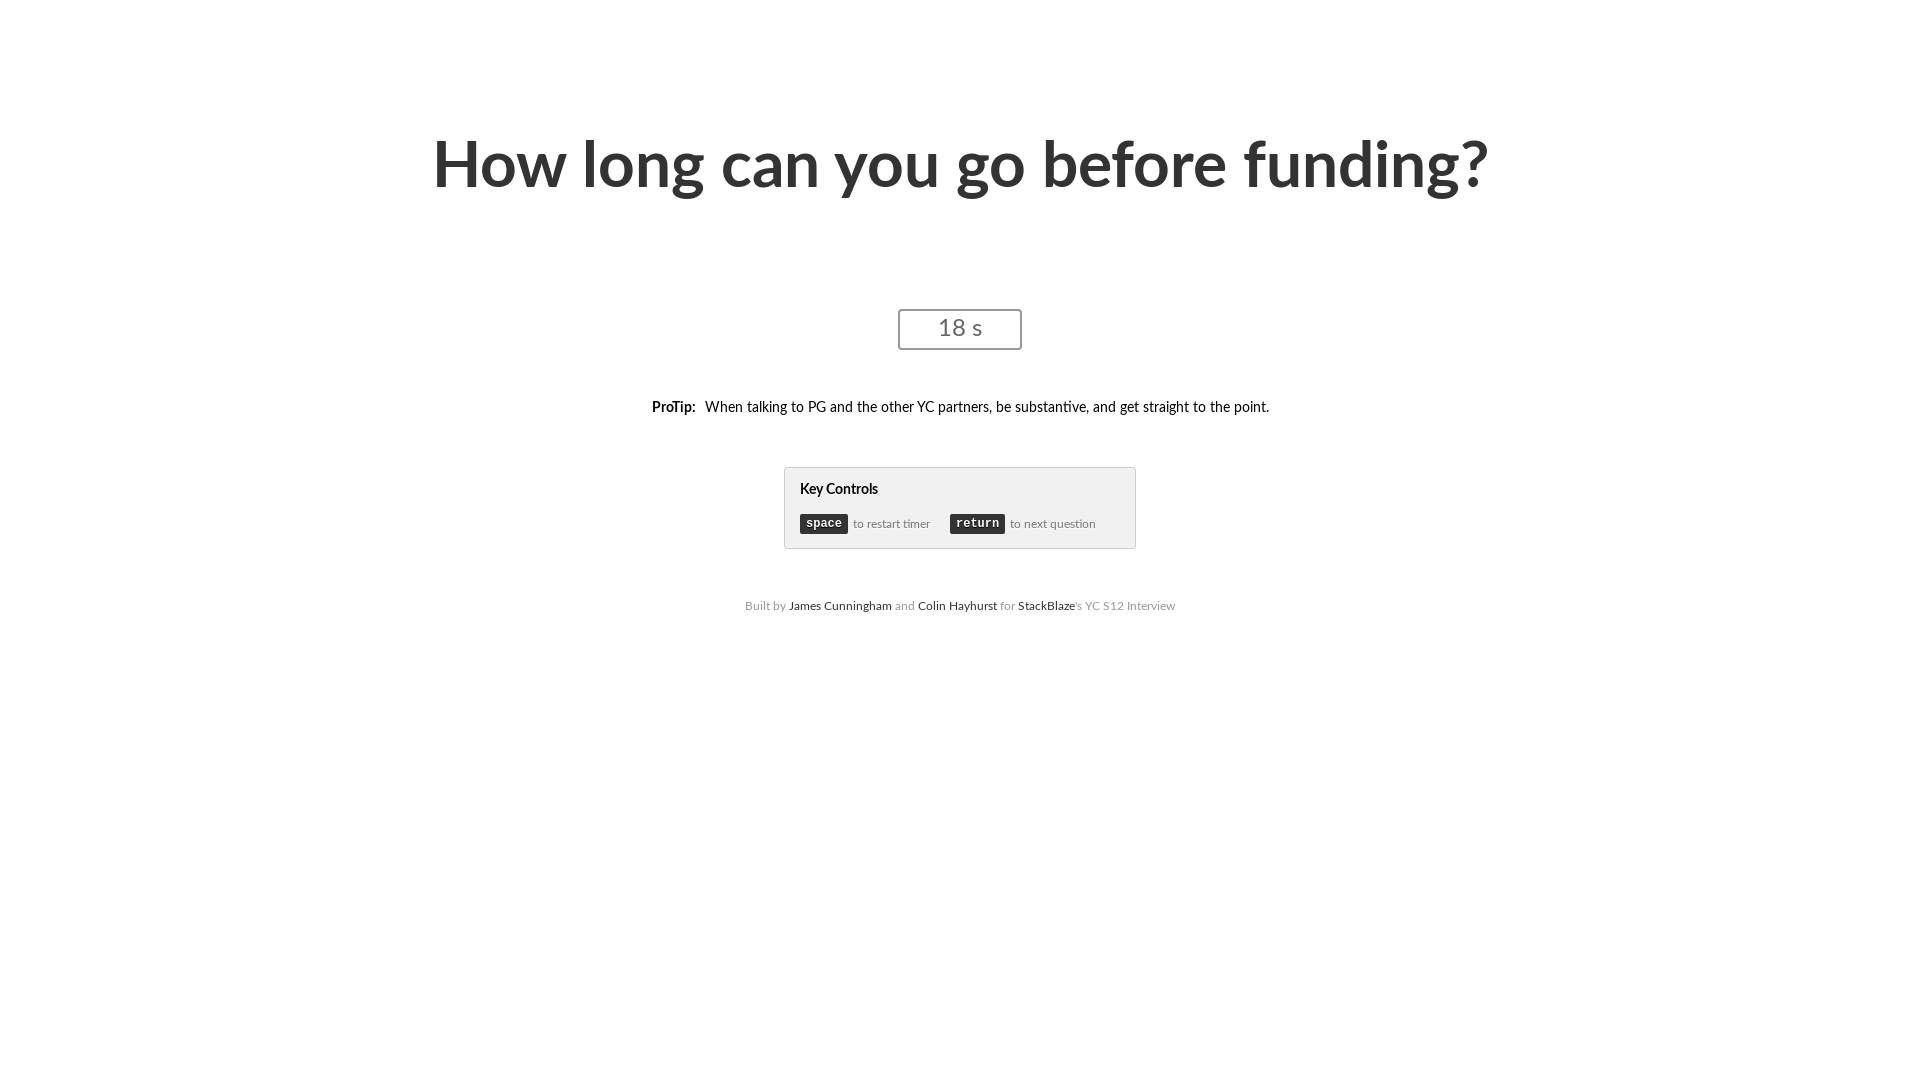 How long can you go before funding?
18 s
ProTip: When talking to PG and the other YC partners, be substantive, and get straight to the point.
Key Controls
space to restart timer return to next question
Built by James Cunningham and Colin Hayhurst for StackBlaze's YC S12 Interview